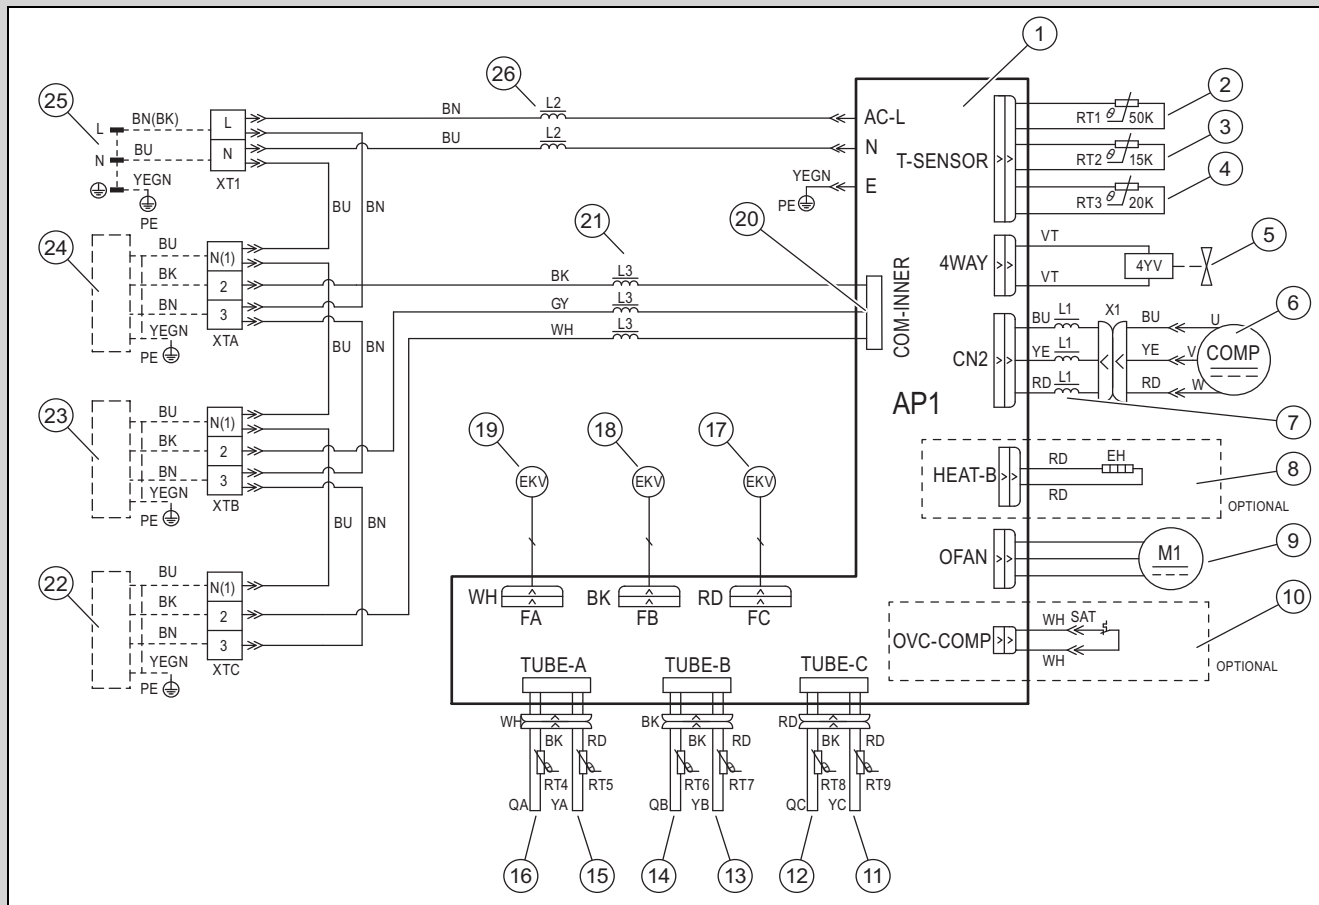 1
26
25
BN(BK)
L
L
BN
L2
AC-L
2
RT1
50K
N
BU
N
BU
L2
N
3
T-SENSOR
RT2
15K
XT1
YEGN
PE
YEGN
E
PE
4
RT3
20K
BU
BN
20
21
24
BU
N(1)
BK
2
BK
L3
BN
3
GY
L3
YEGN
PE
XTA
WH
L3
COM-INNER
4WAY
VT
VT
4YV
5
BU
BN
CN2
BU
L1
X1
BU
U
6
YE
L1
YE
V
COMP
RD
L1
RD
W
AP1
7
23
BU
N(1)
BK
2
BN
3
YEGN
PE
XTB
19
18
17
EKV
EKV
EKV
HEAT-B
RD
EH
RD
8
OPTIONAL
BU
BN
OFAN
M1
9
22
BU
N(1)
BK
2
BN
3
YEGN
PE
XTC
WH
FA
BK
FB
RD
FC
OVC-COMP
WH
SAT
WH
10
OPTIONAL
TUBE-A
TUBE-B
TUBE-C
WH
BK
RD
BK
RD
BK
RD
BK
RD
RT4
RT5
RT6
RT7
RT8
RT9
QA
YA
QB
YB
QC
YC
16
15
14
13
12
11